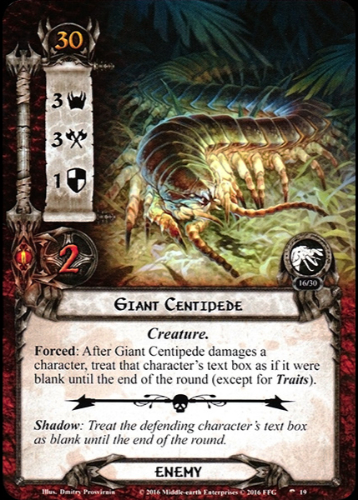 30
3
3
1
2
16/30
Giant Centipede
Creature.
Forced: After Giant Centipede damages a
character, treat that character's text box as if it were
blank until the end of the round (except for Traits).
Shadow: Treat the defending character's text box
as blank until the end of the round.
ENEMY
Illus. Dmitry Prosvirnin
© 2016 Middle-earth Enterprises © 2016 FFG
19